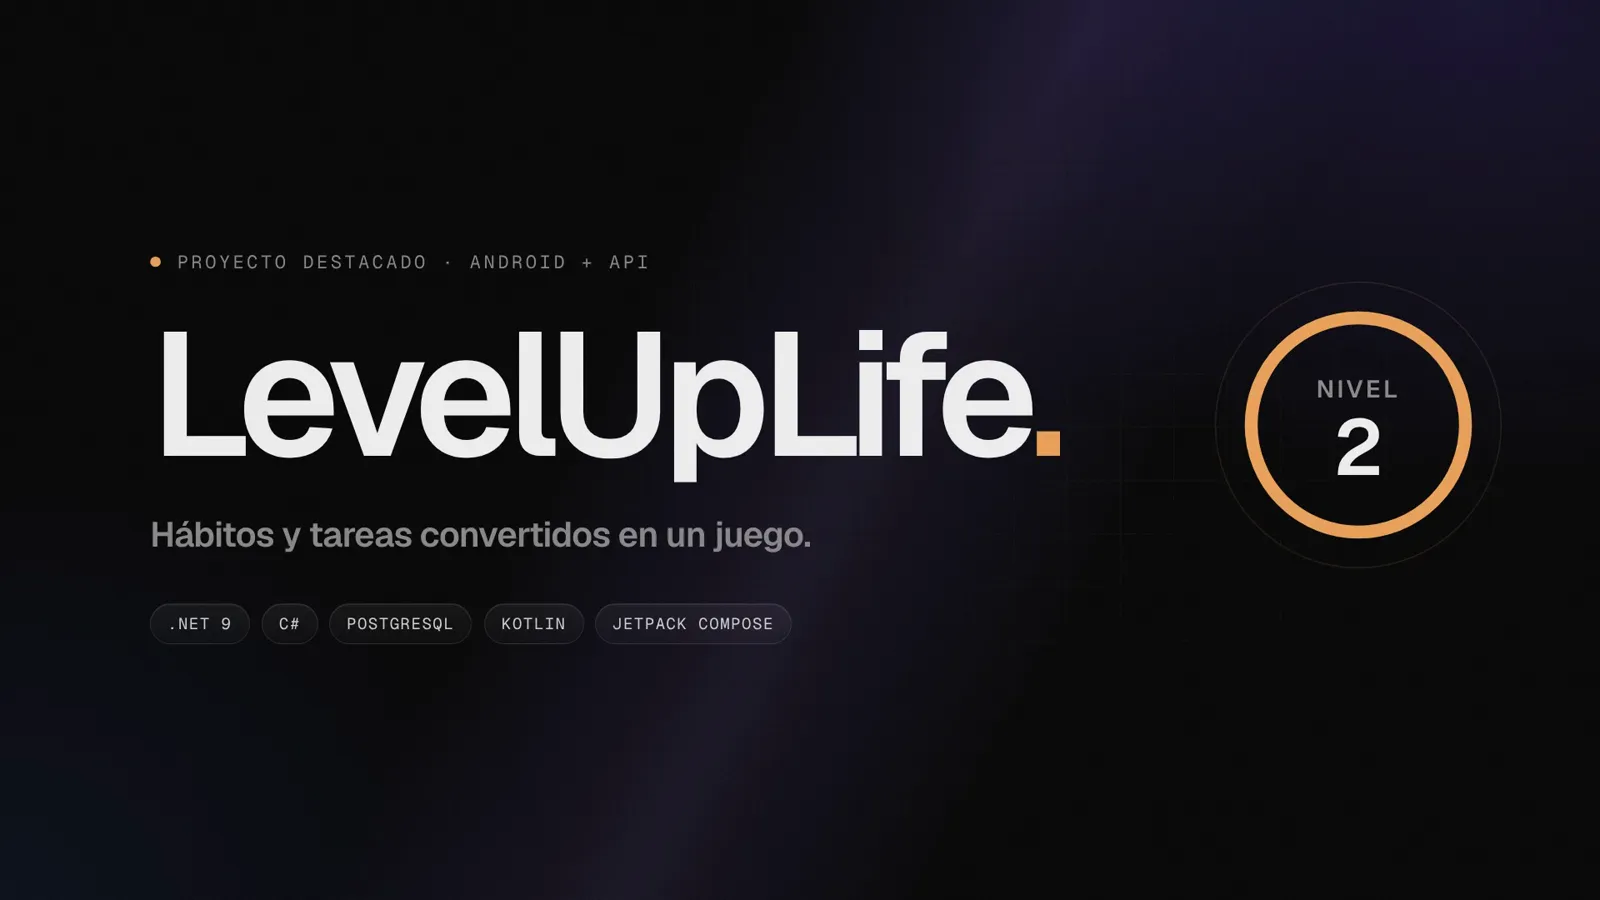 PROYECTO DESTACADO · ANDROID + API
LevelUpLife.
Hábitos y tareas convertidos en un juego.
.NET 9 C# POSTGRESQL KOTLIN JETPACK COMPOSE
NIVEL
2